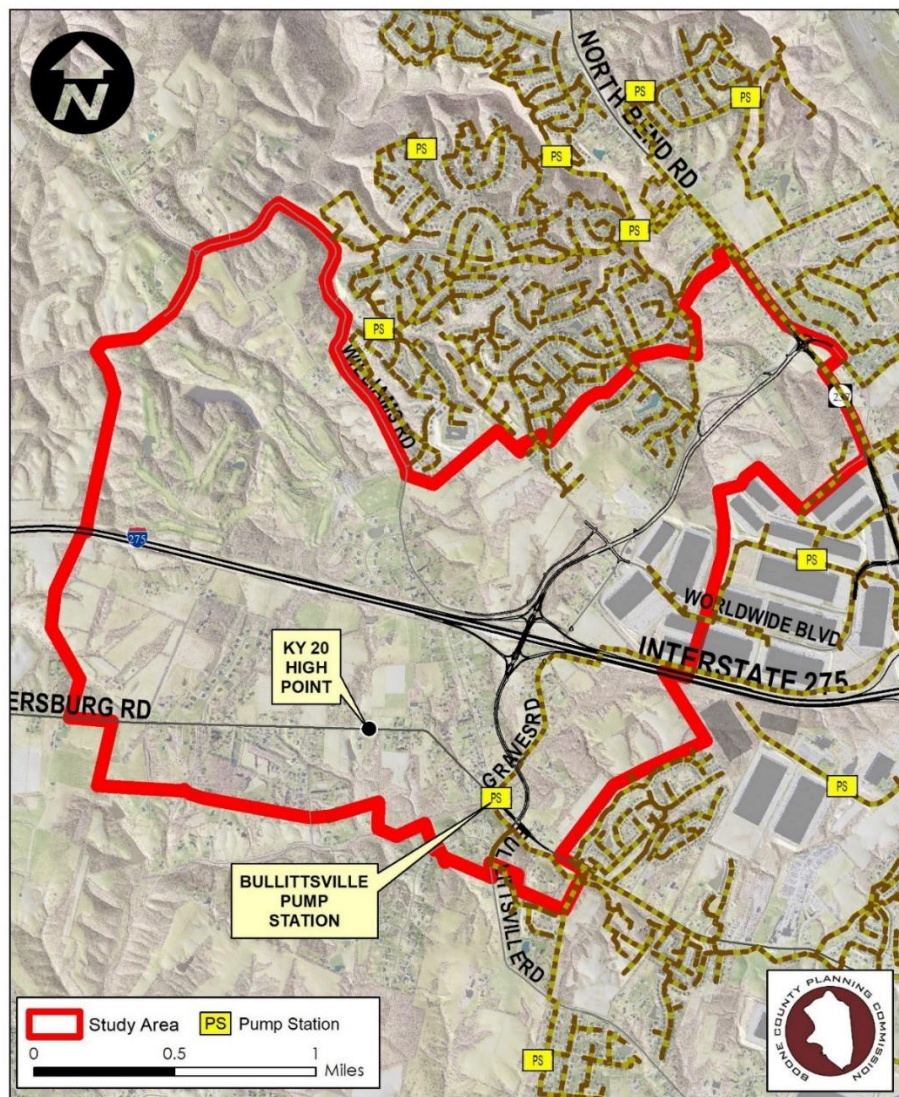 N
NORTH BEND RD
PS
PS
PS
PS
PS
PS
WILLIAMS RD
237
275
PS
WORLDWIDE BLVD
INTERSTATE 275
KY 20
HIGH
POINT
ERSBURG RD
GRAVES RD
PS
PS
BULLITTSVILLE
PUMP
STATION
PS
Study Area
PS Pump Station
0 0.5 1
Miles
BOONE COUNTY PLANNING COMMISSION